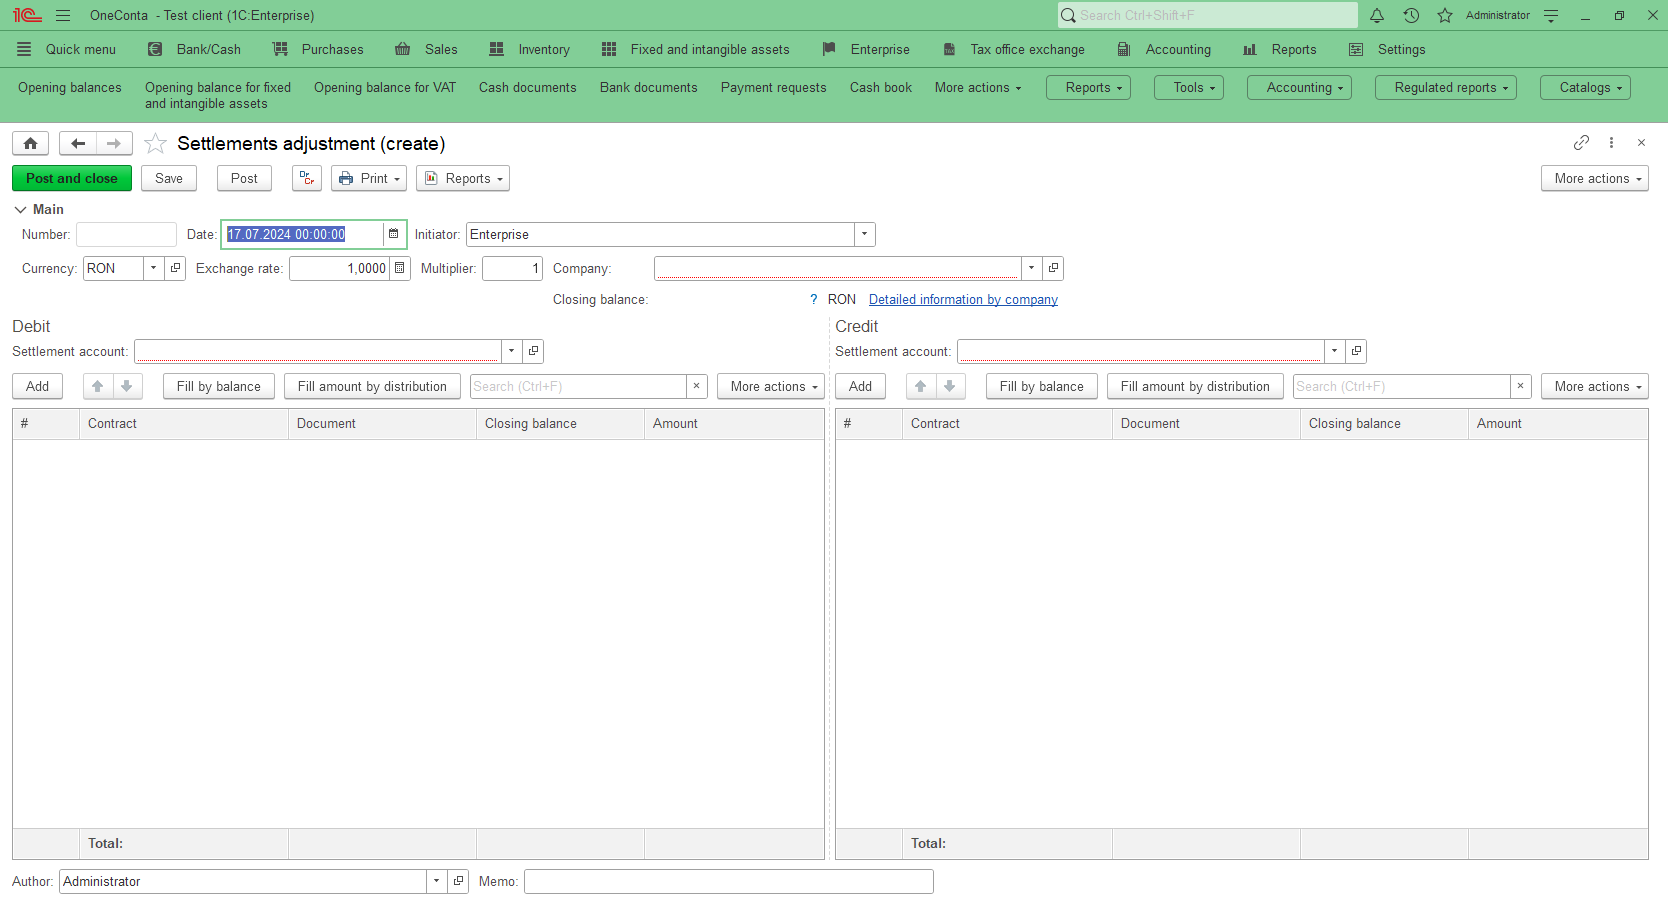 OneConta - Test client (1C:Enterprise)
Search Ctrl+Shift+F
Administrator
Quick menu
Bank/Cash
Purchases
Sales
Inventory
Fixed and intangible assets
Enterprise
Tax office exchange
Accounting
Reports
Settings
Opening balances
Opening balance for fixed
and intangible assets
Opening balance for VAT
Cash documents
Bank documents
Payment requests
Cash book
More actions
Reports
Tools
Accounting
Regulated reports
Catalogs
Settlements adjustment (create)
Post and close
Save
Post
Dr
Cr
Print
Reports
More actions
Main
Number:
Date: 17.07.2024 00:00:00
Initiator: Enterprise
Currency: RON
Exchange rate: 1,0000
Multiplier: 1
Company:
Closing balance:
? RON Detailed information by company
Debit
Settlement account:
Add
Fill by balance
Fill amount by distribution
Search (Ctrl+F)
×
More actions
# Contract Document Closing balance Amount
Total:
Credit
Settlement account:
Add
Fill by balance
Fill amount by distribution
Search (Ctrl+F)
×
More actions
# Contract Document Closing balance Amount
Total:
Author: Administrator
Memo: